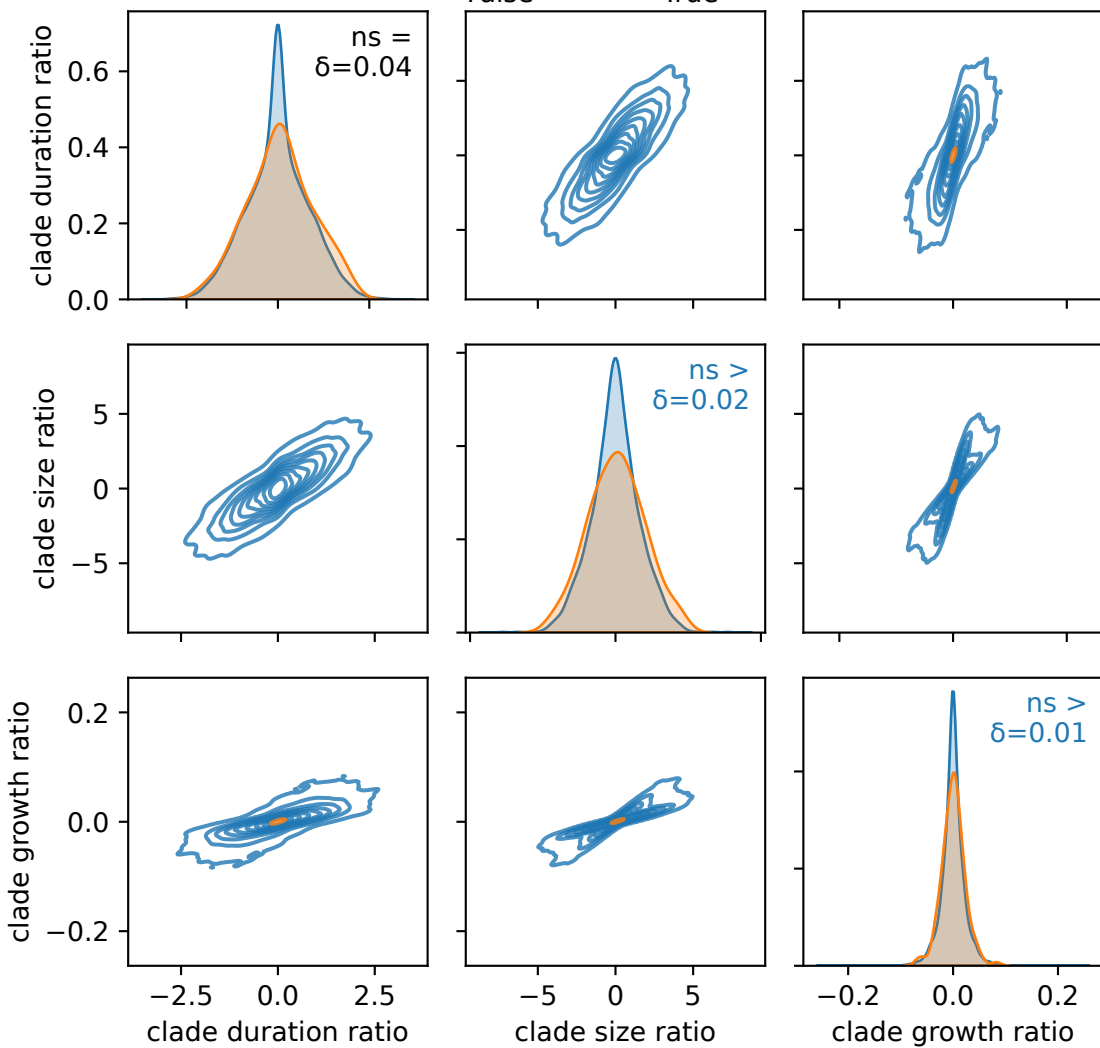 clade duration ratio
0.6
0.4
0.2
0.0
ns =
δ=0.04
clade size ratio
5
0
−5
ns >
δ=0.02
clade growth ratio
0.2
0.0
−0.2
ns >
δ=0.01
−2.5 0.0 2.5
−5 0 5
−0.2 0.0 0.2
clade duration ratio
clade size ratio
clade growth ratio